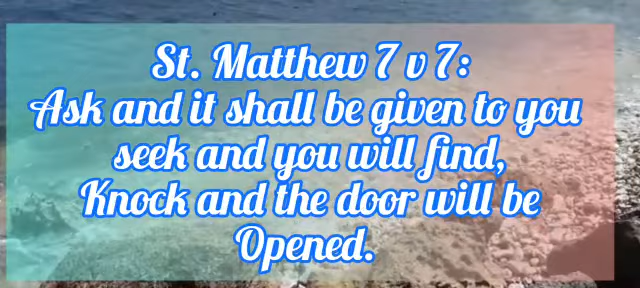 St. Matthew 7 v 7:
Ask and it shall be given to you
seek and you will find,
Knock and the door will be
Opened.